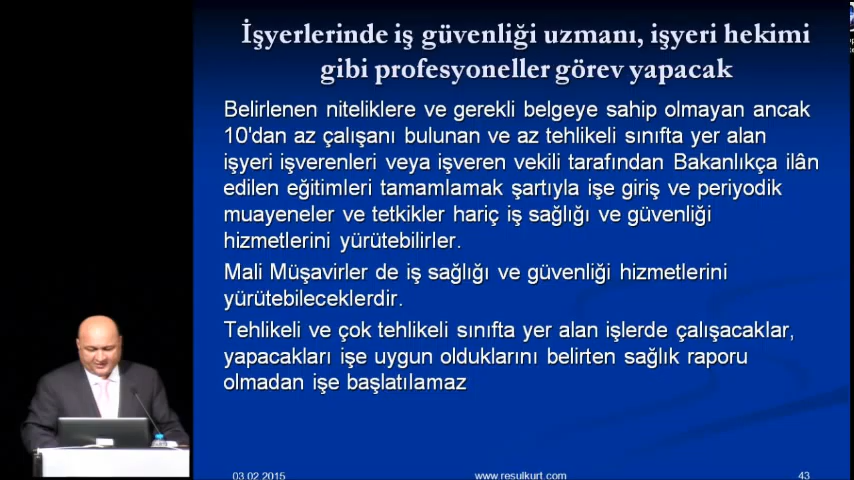 İşyerlerinde iş güvenliği uzmanı, işyeri hekimi
gibi profesyoneller görev yapacak
Belirlenen niteliklere ve gerekli belgeye sahip olmayan ancak
10'dan az çalışanı bulunan ve az tehlikeli sınıfta yer alan
işyeri işverenleri veya işveren vekili tarafından Bakanlıkça ilân
edilen eğitimleri tamamlamak şartıyla işe giriş ve periyodik
muayeneler ve tetkikler hariç iş sağlığı ve güvenliği
hizmetlerini yürütebilirler.
Mali Müşavirler de iş sağlığı ve güvenliği hizmetlerini
yürütebileceklerdir.
Tehlikeli ve çok tehlikeli sınıfta yer alan işlerde çalışacaklar,
yapacakları işe uygun olduklarını belirten sağlık raporu
olmadan işe başlatılamaz
03.02.2015 www.resulkurt.com 43